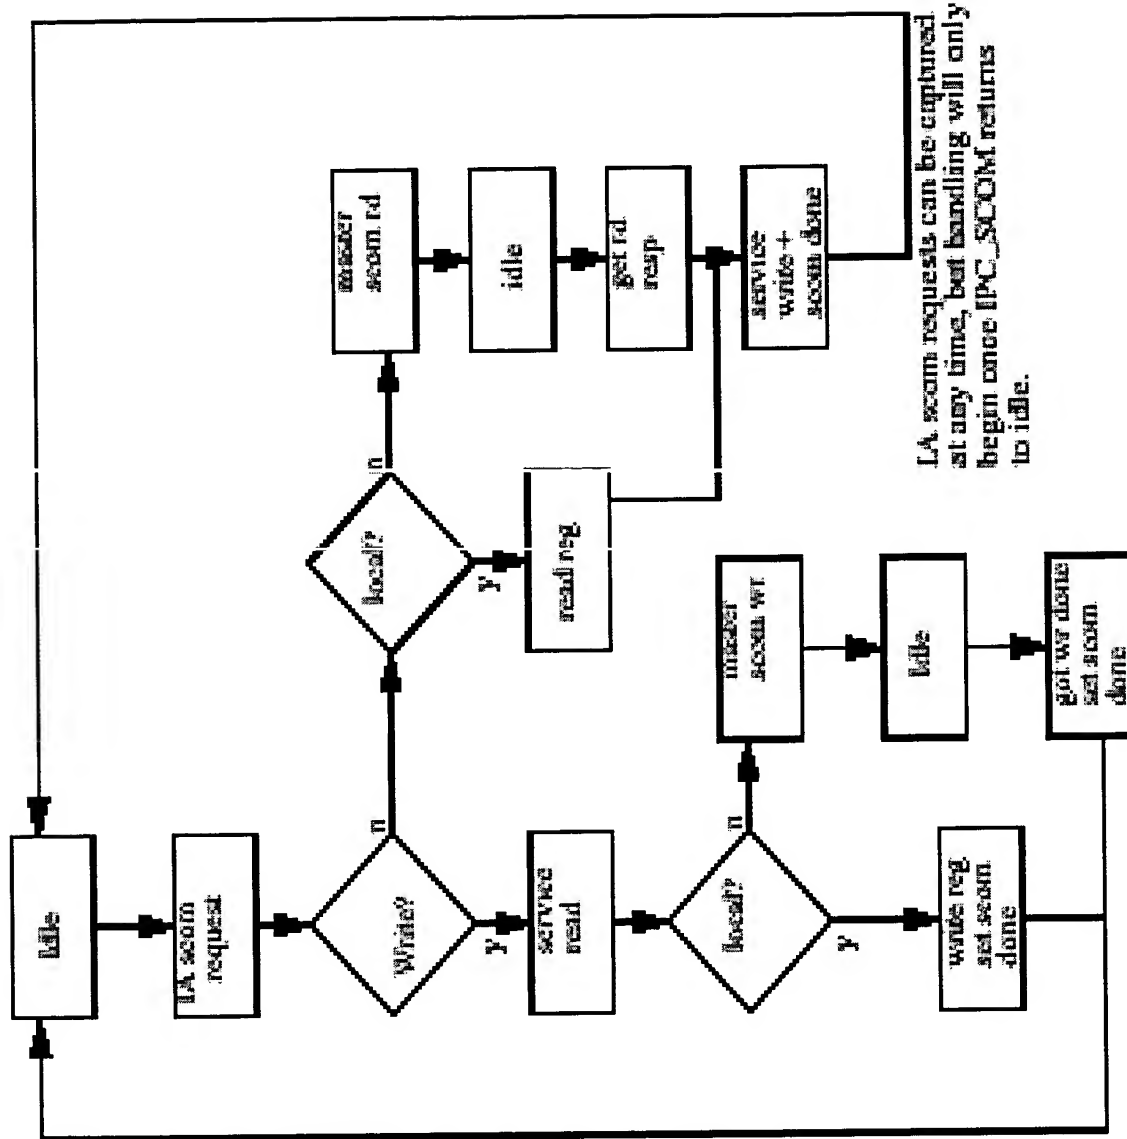 Idle
IA scom
request
Write?
n
y
local?
n
y
master
scom rd
idle
get rd
resp
service
write +
scom done
read reg.
service
read
local?
n
y
master
scom wr
Idle
got wr done
set scom
done
write reg.
set scom
done
IA scom requests can be captured
at any time, but handling will only
begin once IPC_SCOM returns
to idle.